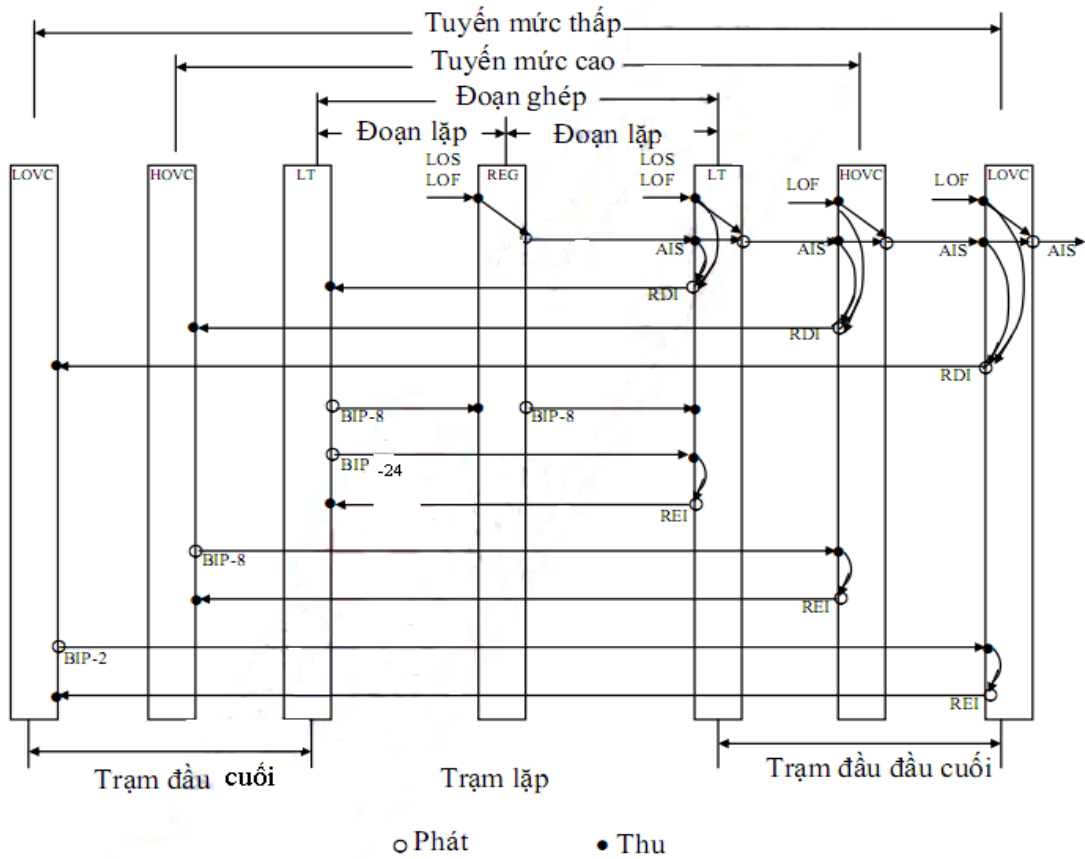 Tuyến mức thấp
Tuyến mức cao
Đoạn ghép
Đoạn lặp
Đoạn lặp
LOS
LOF
LOS
LOF
LOF
LOF
LOVC
HOVC
LT
REG
LT
HOVC
LOVC
AIS
AIS
AIS
AIS
RDI
RDI
RDI
BIP-8
BIP-8
BIP -24
REI
BIP-8
REI
BIP-2
REI
Trạm đầu cuối
Trạm lặp
Trạm đầu đầu cuối
Phát
Thu